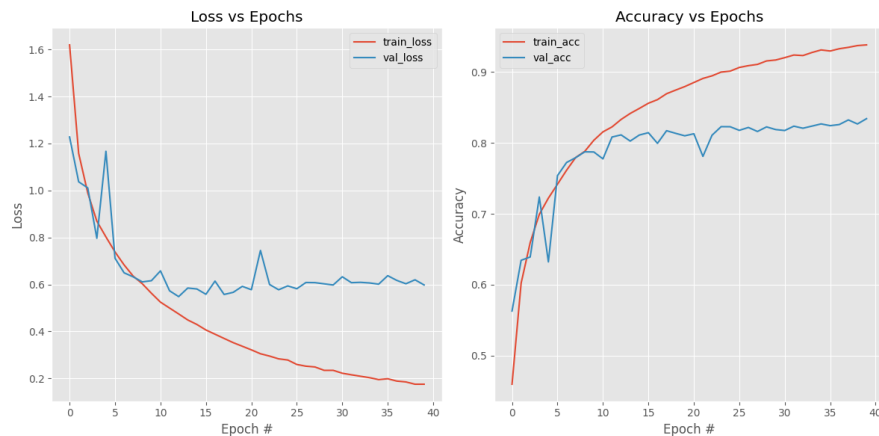 Loss vs Epochs
train_loss
val_loss
1.6
1.4
1.2
1.0
0.8
0.6
0.4
0.2
Loss
0 5 10 15 20 25 30 35 40
Epoch #
Accuracy vs Epochs
train_acc
val_acc
0.9
0.8
0.7
0.6
0.5
Accuracy
0 5 10 15 20 25 30 35 40
Epoch #